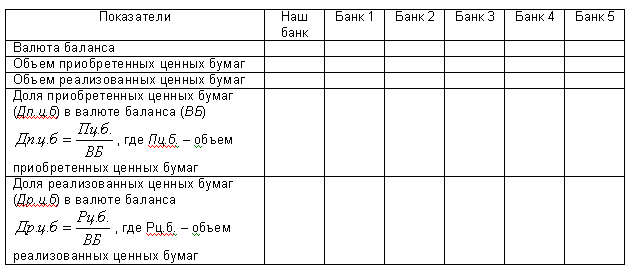 Показатели Наш банк Банк 1 Банк 2 Банк 3 Банк 4 Банк 5
Валюта баланса
Объем приобретенных ценных бумаг
Объем реализованных ценных бумаг
Доля приобретенных ценных бумаг
(Дп.ц.б) в валюте баланса (ВБ)
Дп.ц.б = Пц.б. / ВБ , где Пц.б. – объем
приобретенных ценных бумаг
Доля реализованных ценных бумаг
(Др.ц.б) в валюте баланса
Др.ц.б = Рц.б. / ВБ , где Рц.б. – объем
реализованных ценных бумаг